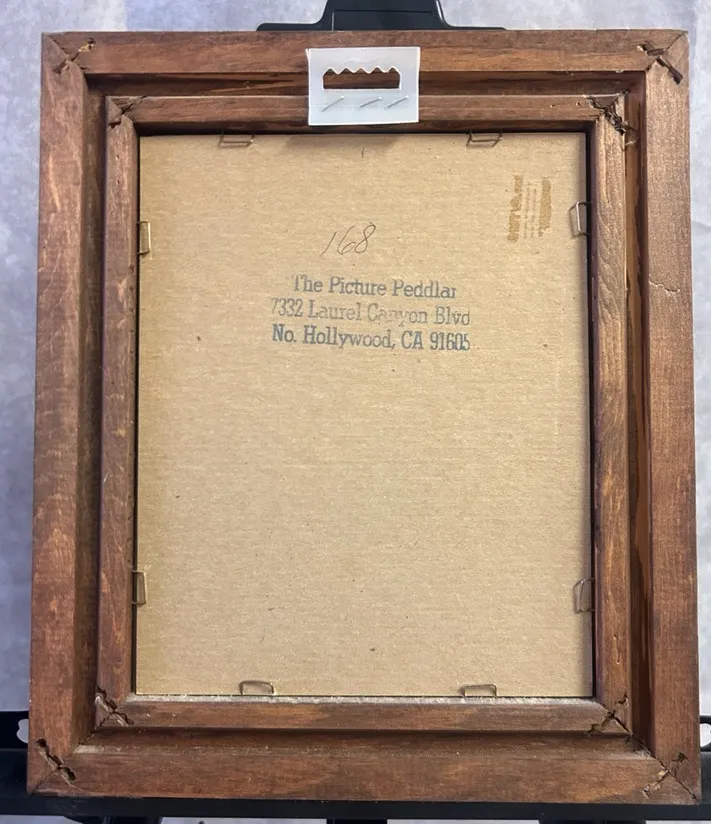 168
The Picture Peddlar
7332 Laurel Canyon Blvd
No. Hollywood, CA 91605